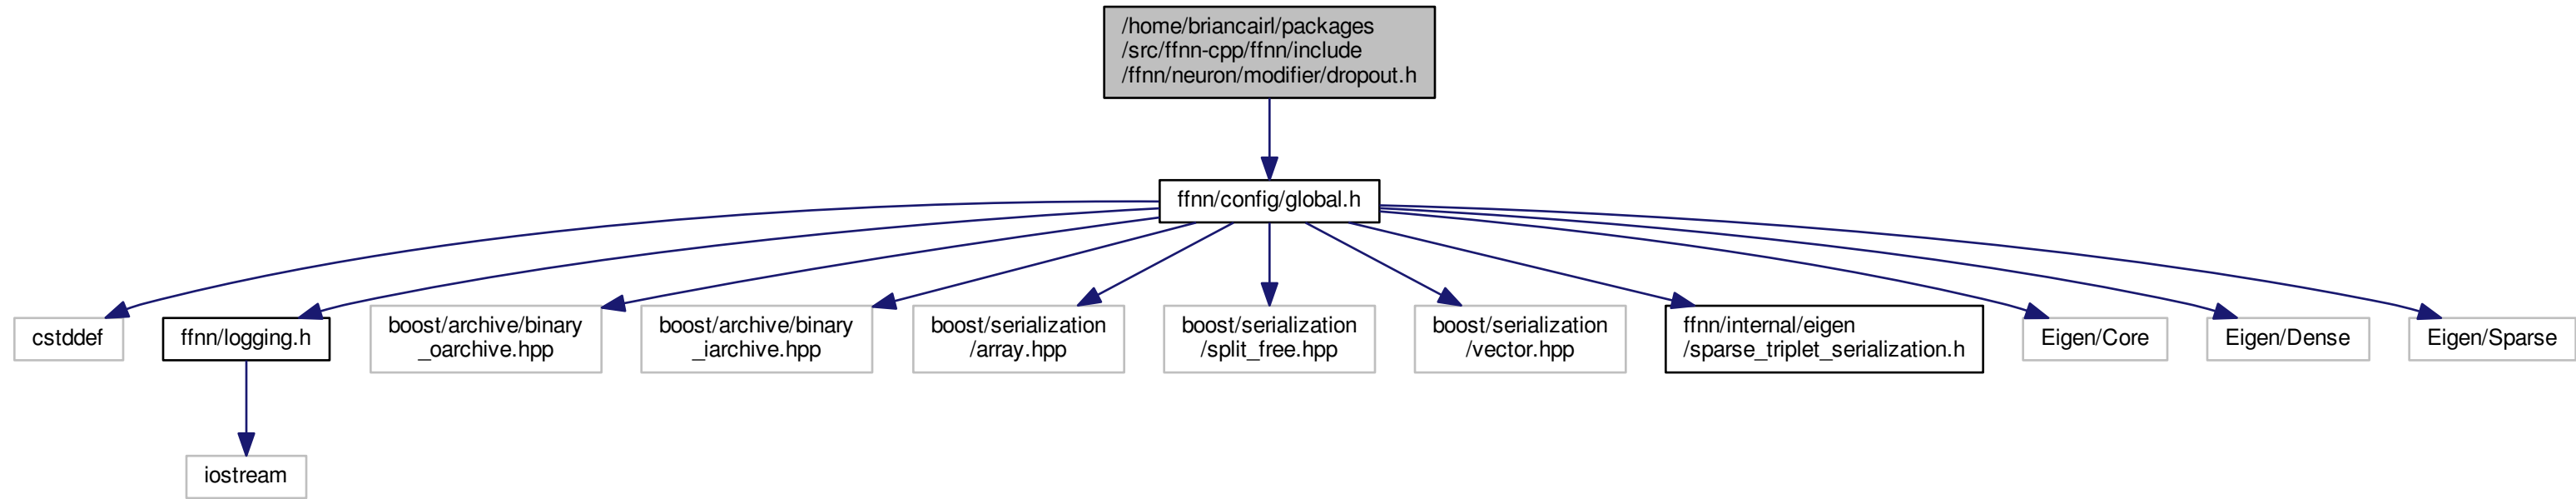 /home/briancairl/packages
/src/ffnn-cpp/ffnn/include
/ffnn/neuron/modifier/dropout.h
ffnn/config/global.h
cstddef
ffnn/logging.h
boost/archive/binary
_oarchive.hpp
boost/archive/binary
_iarchive.hpp
boost/serialization
/array.hpp
boost/serialization
/split_free.hpp
boost/serialization
/vector.hpp
ffnn/internal/eigen
/sparse_triplet_serialization.h
Eigen/Core
Eigen/Dense
Eigen/Sparse
iostream